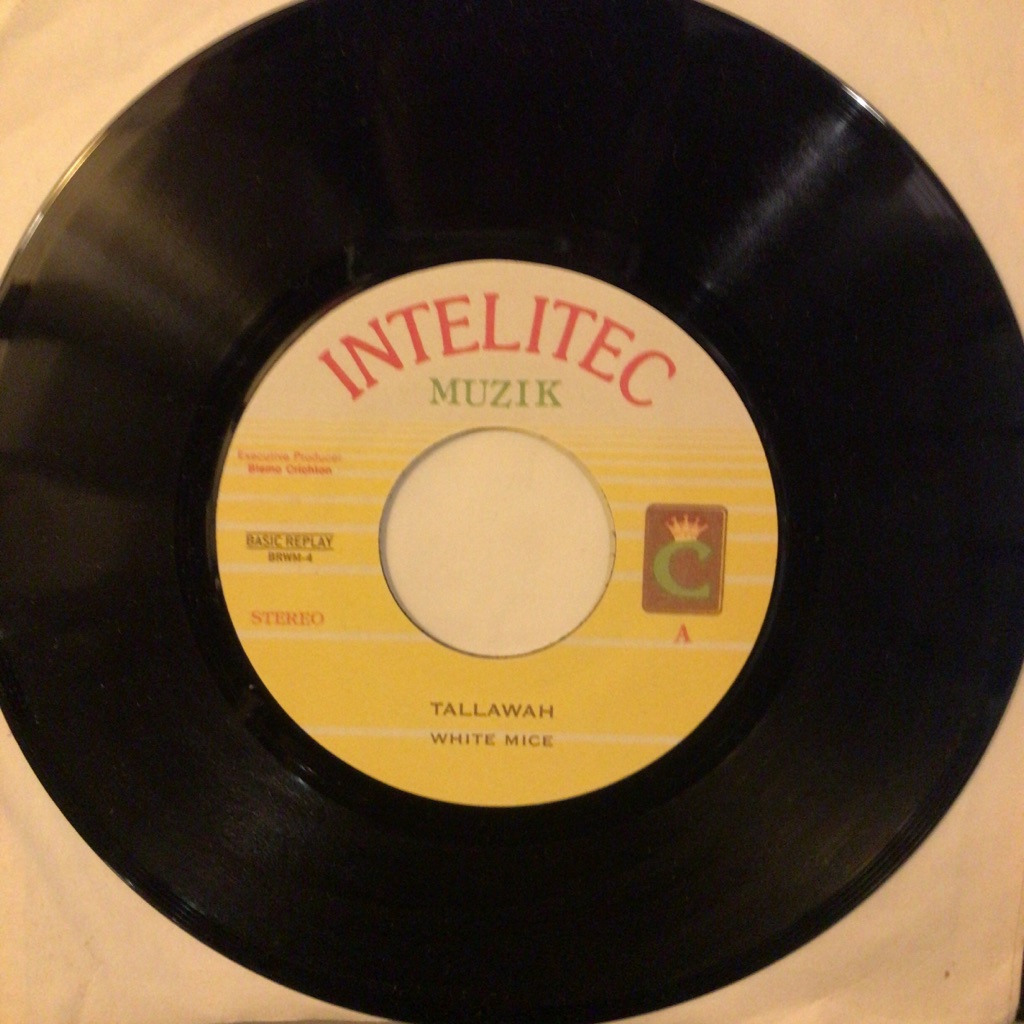 INTELITEC
MUZIK
Executive Producer
Blemo Crichton
BASIC REPLAY
BRWM-4
STEREO
C
A
TALLAWAH
WHITE MICE